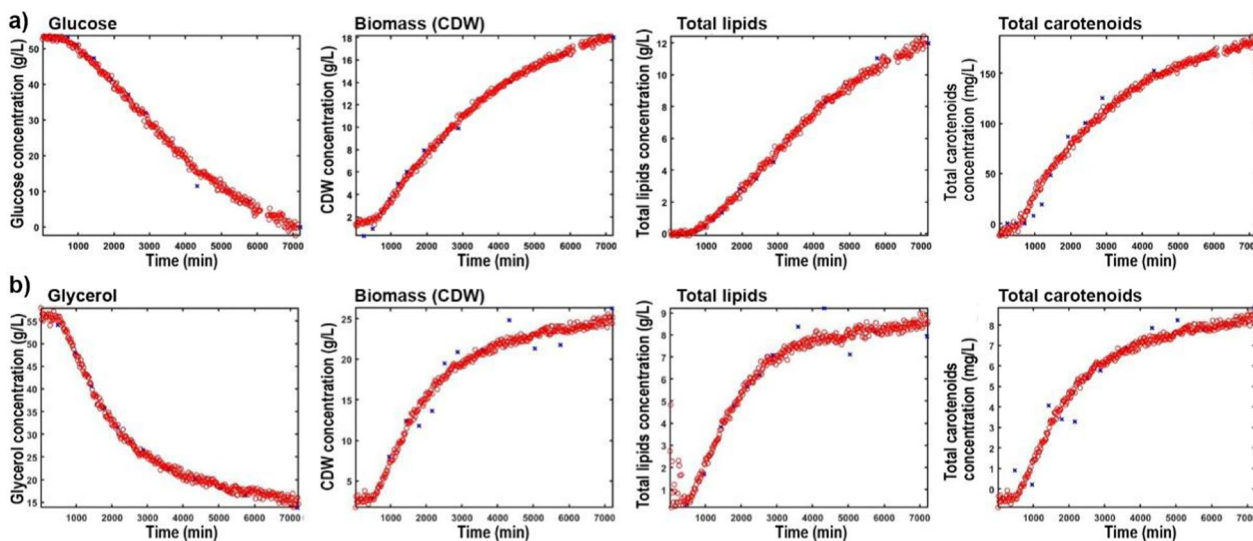 a)
Glucose
Glucose concentration (g/L)
50
40
30
20
10
0
1000 2000 3000 4000 5000 6000 7000
Time (min)
Biomass (CDW)
CDW concentration (g/L)
18
16
14
12
10
8
6
4
2
1000 2000 3000 4000 5000 6000 7000
Time (min)
Total lipids
Total lipids concentration (g/L)
12
10
8
6
4
2
0
1000 2000 3000 4000 5000 6000 7000
Time (min)
Total carotenoids
Total carotenoids
concentration (mg/L)
150
100
50
0
1000 2000 3000 4000 5000 6000 7000
Time (min)
b)
Glycerol
Glycerol concentration (g/L)
55
50
45
40
35
30
25
20
15
1000 2000 3000 4000 5000 6000 7000
Time (min)
Biomass (CDW)
CDW concentration (g/L)
25
20
15
10
5
1000 2000 3000 4000 5000 6000 7000
Time (min)
Total lipids
Total lipids concentration (g/L)
9
8
7
6
5
4
3
2
1
1000 2000 3000 4000 5000 6000 7000
Time (min)
Total carotenoids
Total carotenoids
concentration (mg/L)
8
7
6
5
4
3
2
1
0
1000 2000 3000 4000 5000 6000 7000
Time (min)